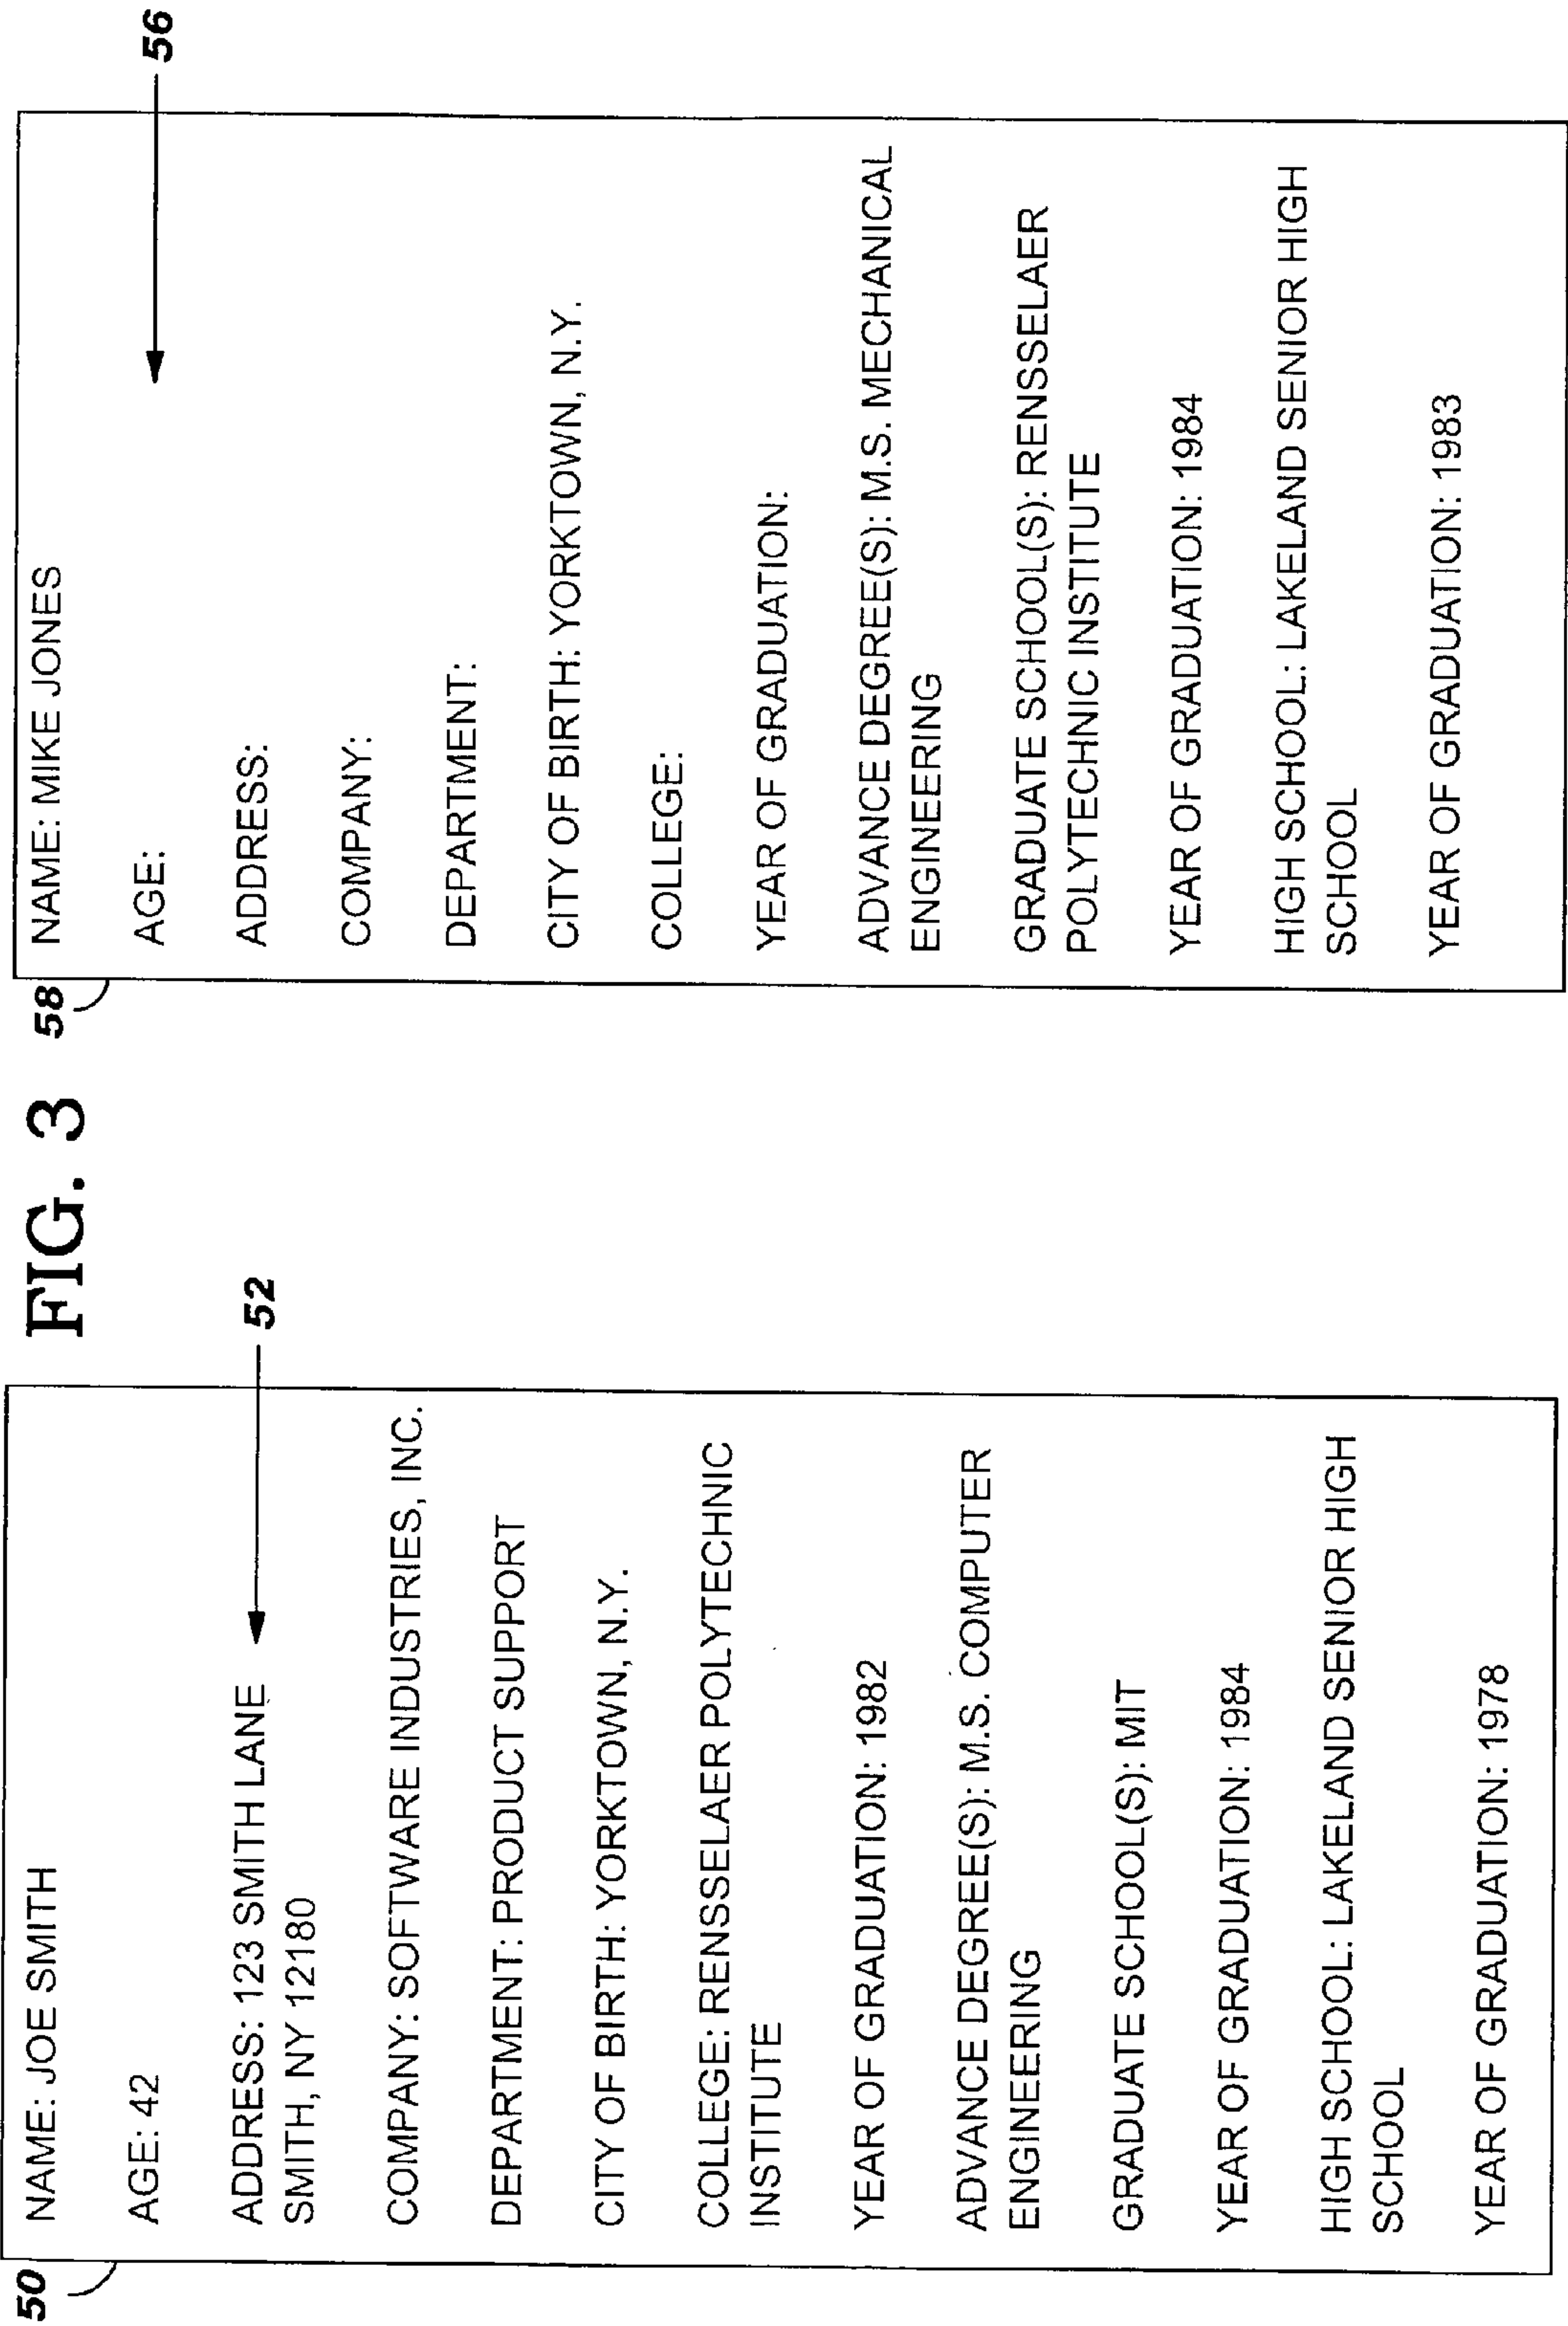 FIG. 3
50
NAME: JOE SMITH
AGE: 42
ADDRESS: 123 SMITH LANE
SMITH, NY 12180
52
COMPANY: SOFTWARE INDUSTRIES, INC.
DEPARTMENT: PRODUCT SUPPORT
CITY OF BIRTH: YORKTOWN, N.Y.
COLLEGE: RENSSELAER POLYTECHNIC
INSTITUTE
YEAR OF GRADUATION: 1982
ADVANCE DEGREE(S): M.S. COMPUTER
ENGINEERING
GRADUATE SCHOOL(S): MIT
YEAR OF GRADUATION: 1984
HIGH SCHOOL: LAKELAND SENIOR HIGH
SCHOOL
YEAR OF GRADUATION: 1978
58
NAME: MIKE JONES
AGE:
56
ADDRESS:
COMPANY:
DEPARTMENT:
CITY OF BIRTH: YORKTOWN, N.Y.
COLLEGE:
YEAR OF GRADUATION:
ADVANCE DEGREE(S): M.S. MECHANICAL
ENGINEERING
GRADUATE SCHOOL(S): RENSSELAER
POLYTECHNIC INSTITUTE
YEAR OF GRADUATION: 1984
HIGH SCHOOL: LAKELAND SENIOR HIGH
SCHOOL
YEAR OF GRADUATION: 1983